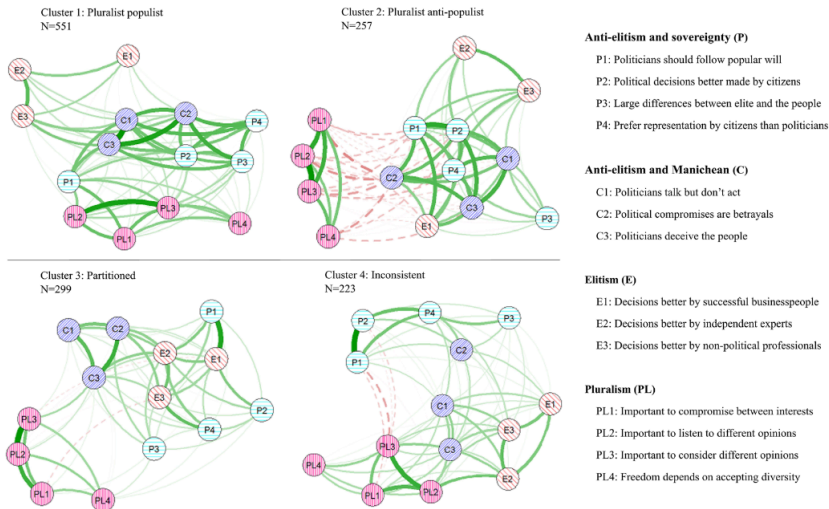 Cluster 1: Pluralist populist
N=551
E1
E2
E3
C1
C2
P4
C3
P2
P3
P1
PL2
PL3
PL1
PL4
Cluster 2: Pluralist anti-populist
N=257
E2
E3
PL1
P1
P2
PL2
C1
P4
C2
PL3
C3
P3
E1
PL4
Cluster 3: Partitioned
N=299
P1
C1
C2
E2
E1
C3
E3
P2
PL3
P4
PL2
P3
PL1
PL4
Cluster 4: Inconsistent
N=223
P4
P2
P3
C2
P1
C1
E1
E3
PL3
C3
PL4
E2
PL1
PL2
Anti-elitism and sovereignty (P)
P1: Politicians should follow popular will
P2: Political decisions better made by citizens
P3: Large differences between elite and the people
P4: Prefer representation by citizens than politicians
Anti-elitism and Manichean (C)
C1: Politicians talk but don't act
C2: Political compromises are betrayals
C3: Politicians deceive the people
Elitism (E)
E1: Decisions better by successful businesspeople
E2: Decisions better by independent experts
E3: Decisions better by non-political professionals
Pluralism (PL)
PL1: Important to compromise between interests
PL2: Important to listen to different opinions
PL3: Important to consider different opinions
PL4: Freedom depends on accepting diversity